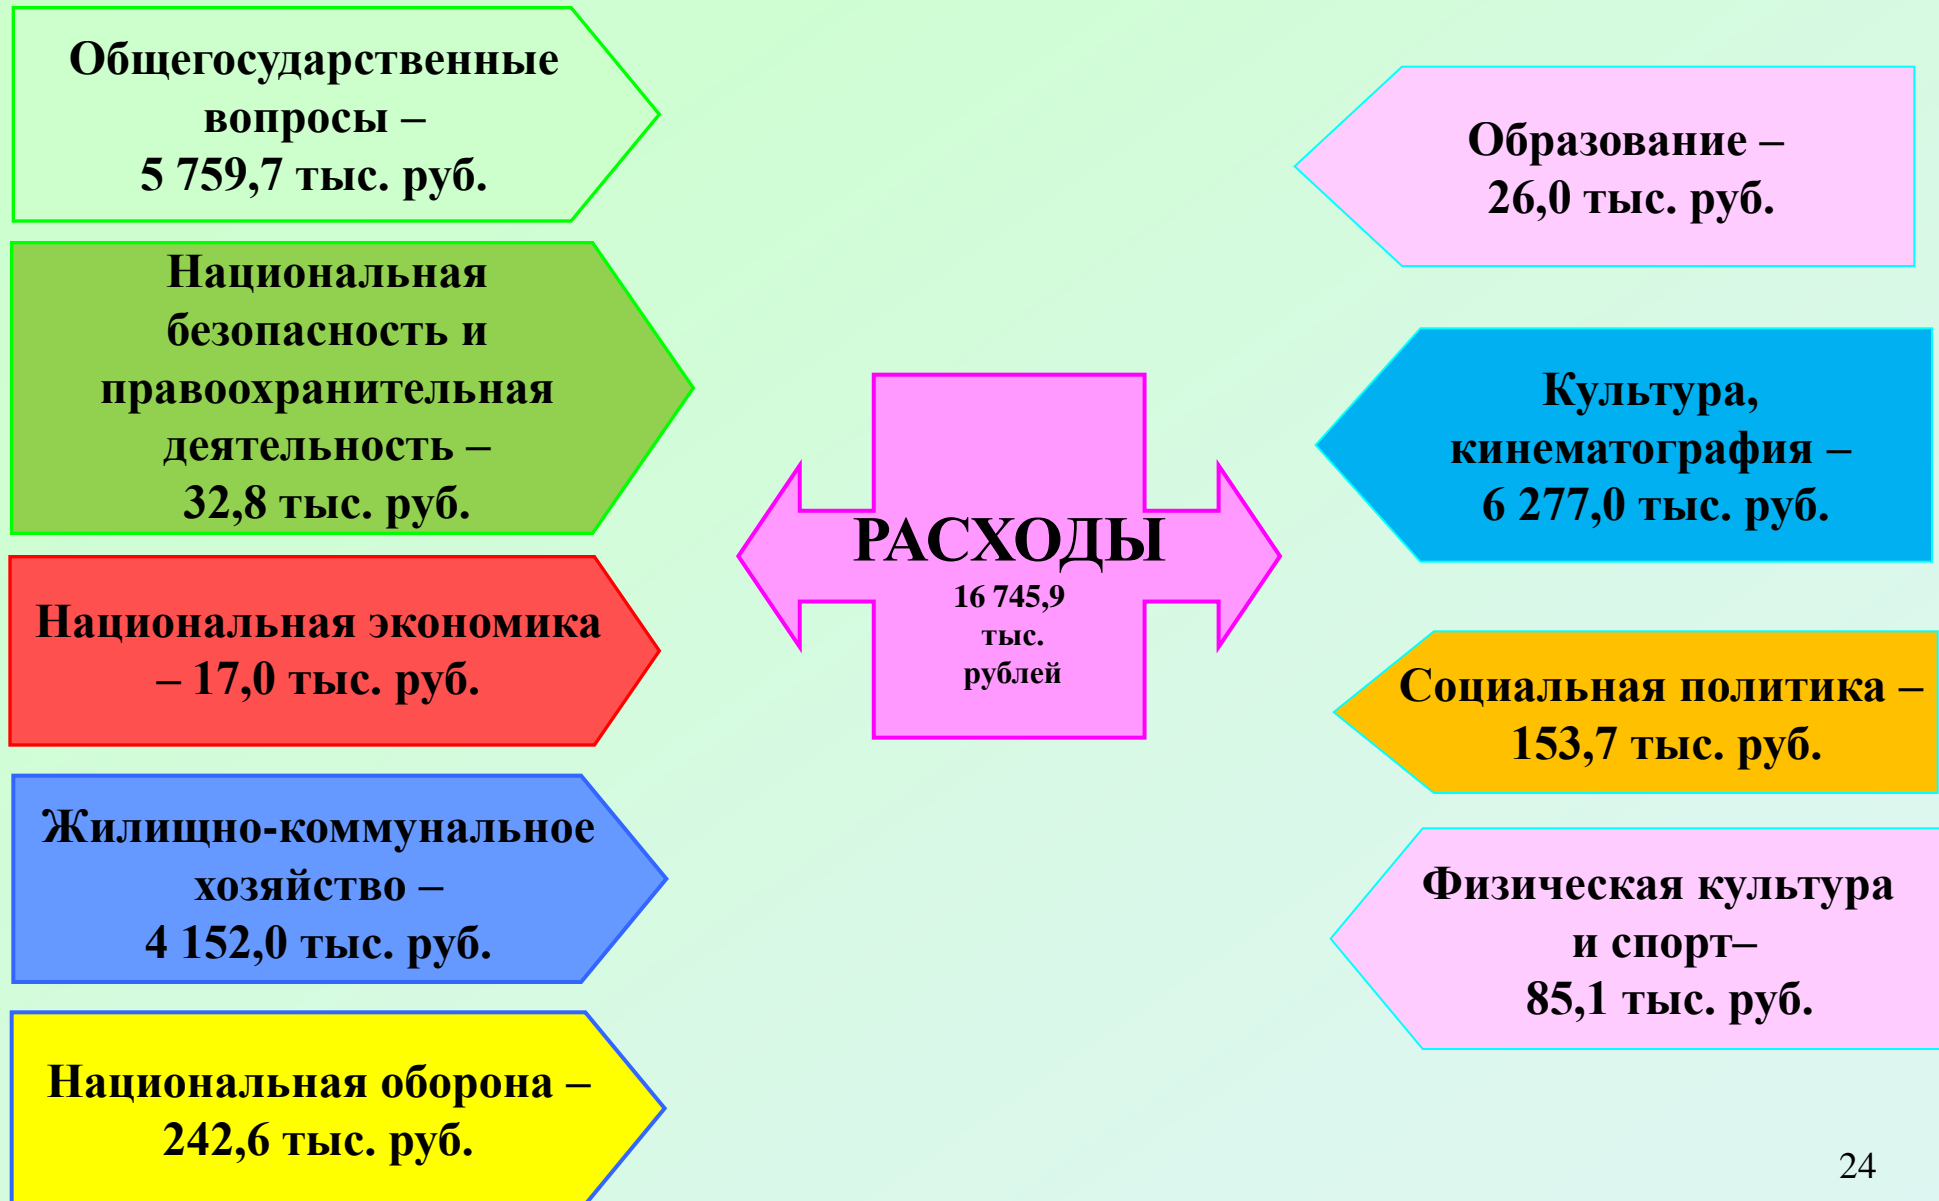 Общегосударственные
вопросы –
5 759,7 тыс. руб.
Национальная
безопасность и
правоохранительная
деятельность –
32,8 тыс. руб.
Национальная экономика
– 17,0 тыс. руб.
Жилищно-коммунальное
хозяйство –
4 152,0 тыс. руб.
Национальная оборона –
242,6 тыс. руб.
РАСХОДЫ
16 745,9
тыс.
рублей
Образование –
26,0 тыс. руб.
Культура,
кинематография –
6 277,0 тыс. руб.
Социальная политика –
153,7 тыс. руб.
Физическая культура
и спорт–
85,1 тыс. руб.
24